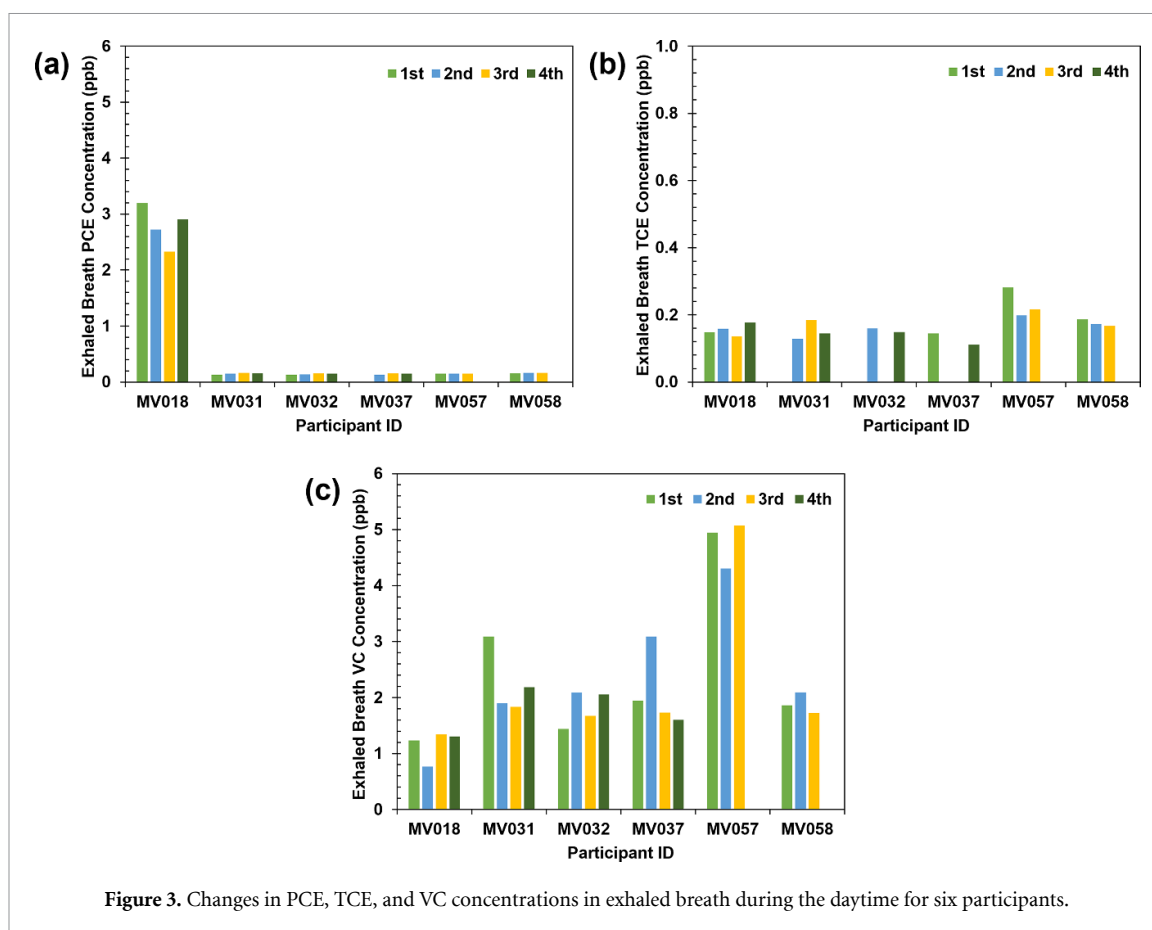 (a)
Exhaled Breath PCE Concentration (ppb)
6
5
4
3
2
1
0
1st 2nd 3rd 4th
MV018 MV031 MV032 MV037 MV057 MV058
Participant ID
(b)
Exhaled Breath TCE Concentration (ppb)
1.0
0.8
0.6
0.4
0.2
0.0
1st 2nd 3rd 4th
MV018 MV031 MV032 MV037 MV057 MV058
Participant ID
(c)
Exhaled Breath VC Concentration (ppb)
6
5
4
3
2
1
0
1st 2nd 3rd 4th
MV018 MV031 MV032 MV037 MV057 MV058
Participant ID
Figure 3. Changes in PCE, TCE, and VC concentrations in exhaled breath during the daytime for six participants.